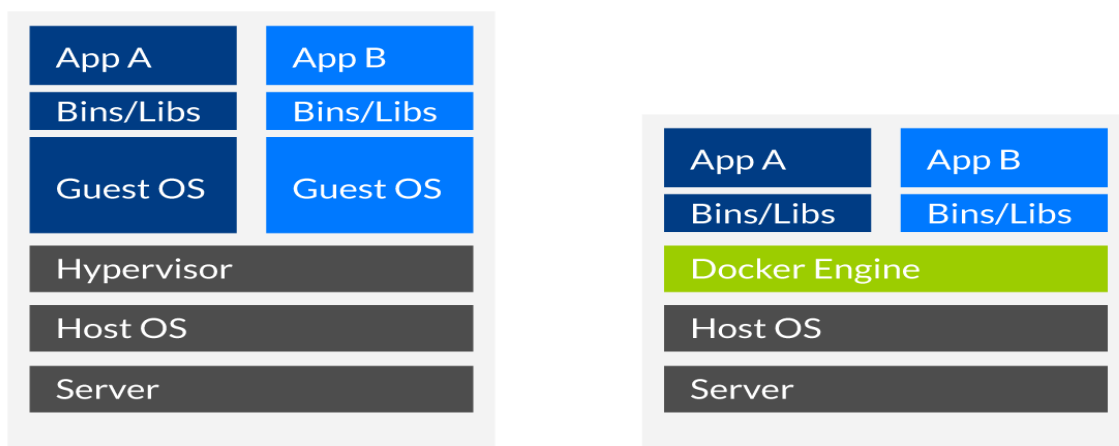 App A
App B
Bins/Libs
Bins/Libs
Guest OS
Guest OS
Hypervisor
Host OS
Server
App A
App B
Bins/Libs
Bins/Libs
Docker Engine
Host OS
Server